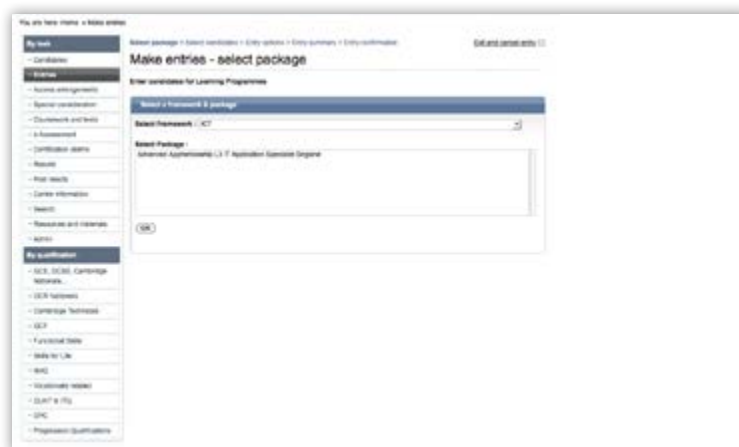 You are here: Home > Make entries
By task
- Candidates
- Entries
- Access arrangements
- Special consideration
- Coursework and tests
- e-Assessment
- Certification claims
- Results
- Post results
- Centre information
- Search
- Resources and materials
- Admin
By qualification
- GCE, GCSE, Cambridge
Nationals...
- OCR Nationals
- Cambridge Technicals
- QCF
- Functional Skills
- Skills for Life
- NVQ
- Vocationally related
- CLAIT & ITQ
- CPC
- Progression Qualifications
Select package > Select candidates > Entry options > Entry summary > Entry confirmation
Exit and cancel entry
Make entries - select package
Enter candidates for Learning Programmes
Select a framework & package
Select Framework : ICT
Select Package :
Advanced Apprenticeship L3 IT Application Specialist England
OK